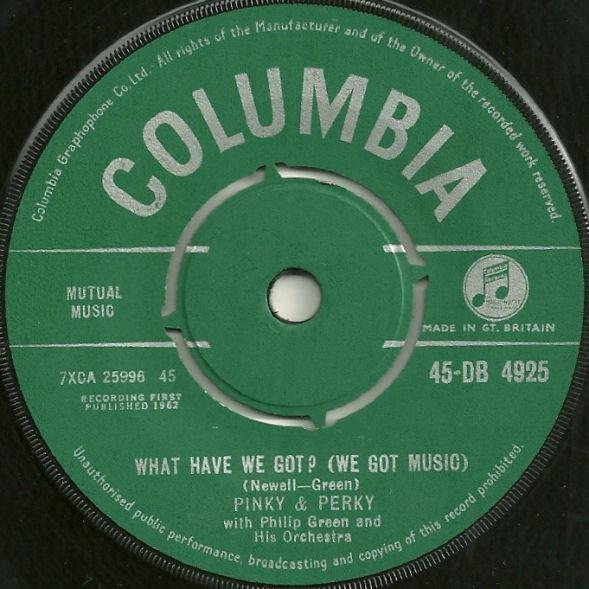 Columbia Graphophone Co. Ltd. All rights of the Manufacturer and of the Owner of the recorded work reserved.
COLUMBIA
MUTUAL
MUSIC
Columbia
MADE IN GT. BRITAIN
7XCA 25996 45
45-DB 4925
RECORDING FIRST
PUBLISHED 1962
WHAT HAVE WE GOT? (WE GOT MUSIC)
(Newell—Green)
PINKY & PERKY
with Philip Green and
His Orchestra
Unauthorised public performance, broadcasting and copying of this record prohibited.